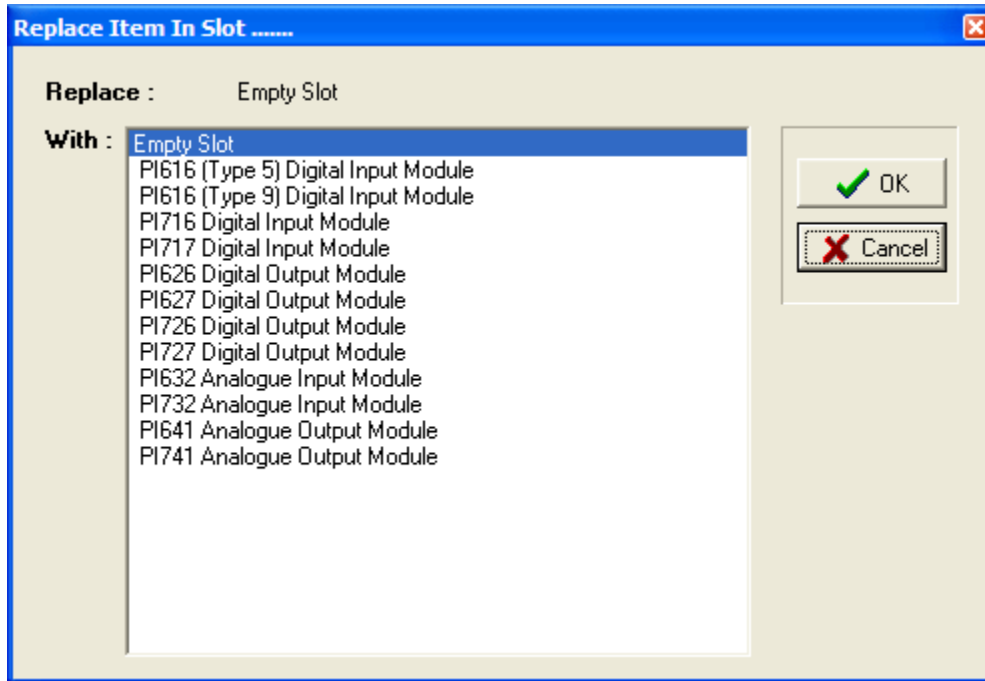 Replace Item In Slot .......
Replace : Empty Slot
With : Empty Slot
PI616 (Type 5) Digital Input Module
PI616 (Type 9) Digital Input Module
PI716 Digital Input Module
PI717 Digital Input Module
PI626 Digital Output Module
PI627 Digital Output Module
PI726 Digital Output Module
PI727 Digital Output Module
PI632 Analogue Input Module
PI732 Analogue Input Module
PI641 Analogue Output Module
PI741 Analogue Output Module
OK
Cancel